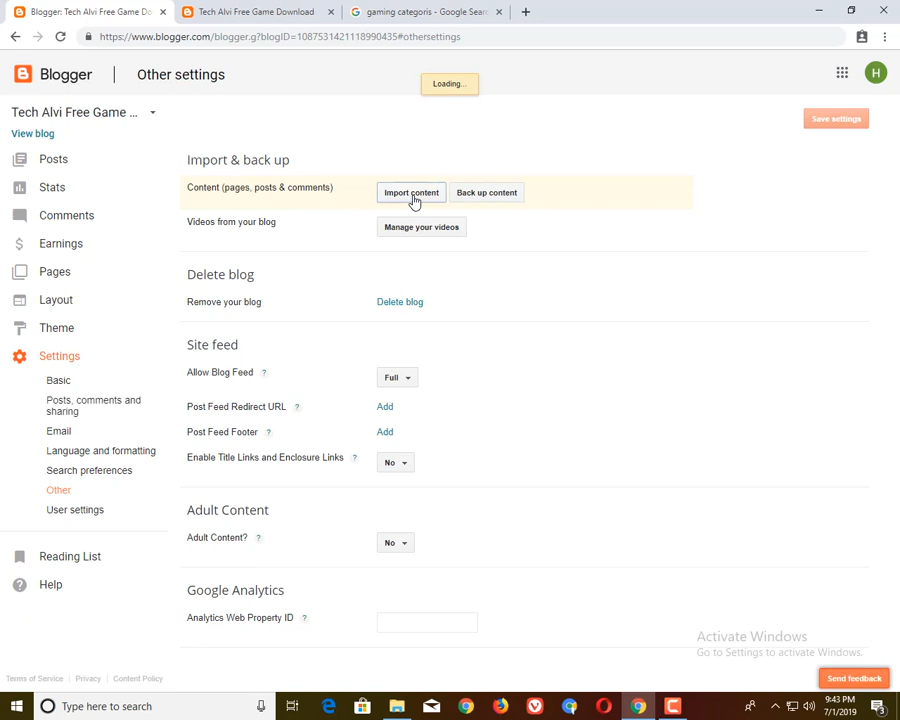 Blogger: Tech Alvi Free Game Do
Tech Alvi Free Game Download
gaming categoris - Google Sear
https://www.blogger.com/blogger.g?blogID=1087531421118990435#othersettings
Blogger
Other settings
Loading...
H
Tech Alvi Free Game ...
View blog
Save settings
Posts
Stats
Comments
Earnings
Pages
Layout
Theme
Settings
Basic
Posts, comments and
sharing
Email
Language and formatting
Search preferences
Other
User settings
Reading List
Help
Import & back up
Content (pages, posts & comments)
Import content
Back up content
Videos from your blog
Manage your videos
Delete blog
Remove your blog
Delete blog
Site feed
Allow Blog Feed ?
Full
Post Feed Redirect URL ?
Add
Post Feed Footer ?
Add
Enable Title Links and Enclosure Links ?
No
Adult Content
Adult Content? ?
No
Google Analytics
Analytics Web Property ID ?
Activate Windows
Go to Settings to activate Windows.
Terms of Service | Privacy | Content Policy
Send feedback
Type here to search
9:43 PM
7/1/2019
3